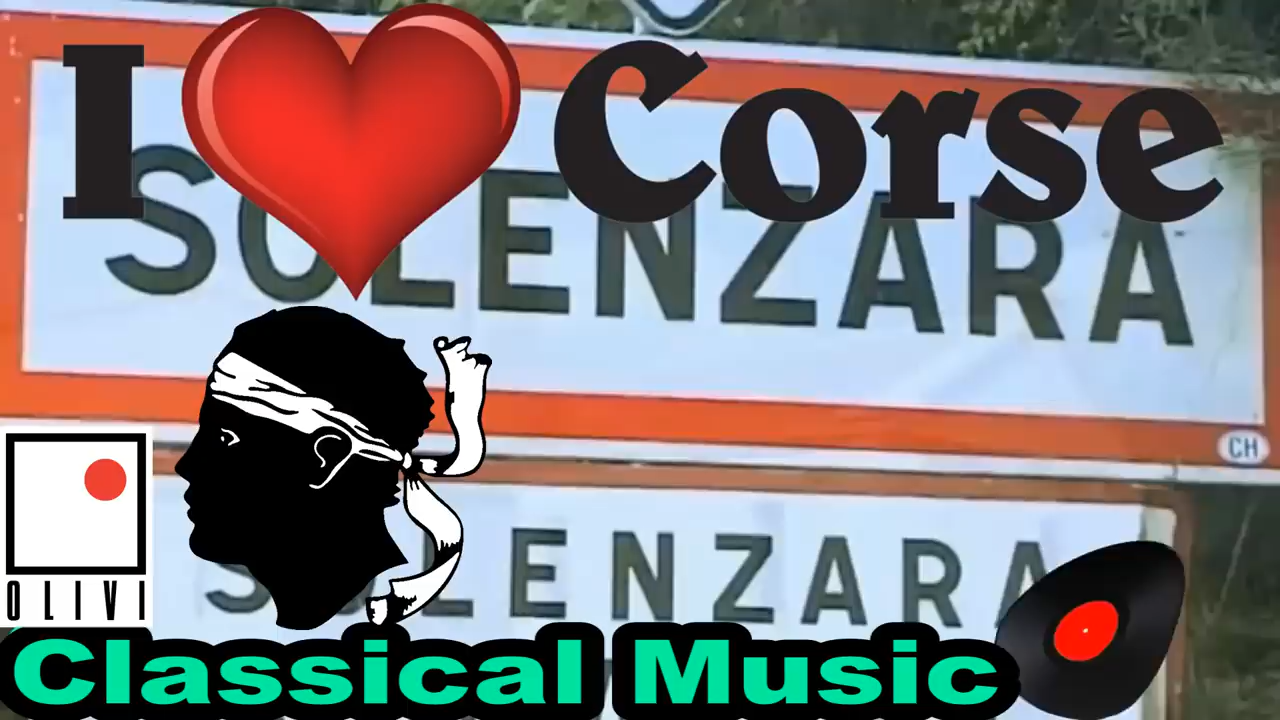 I Corse
SOLENZARA
CH
SOLENZARA
OLIVI
Classical Music